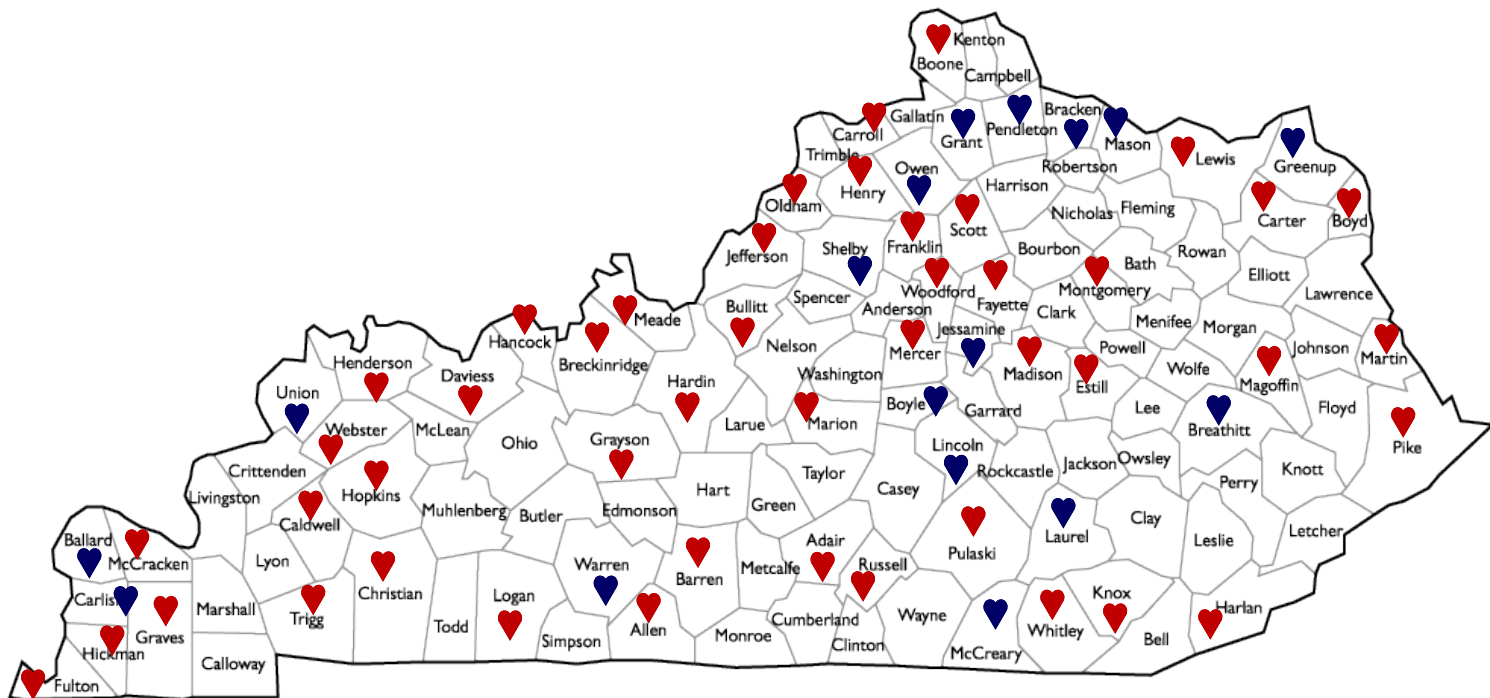 Kenton
Boone
Campbell
Bracken
Gallatin
Carroll
Grant
Pendleton
Mason
Lewis
Greenup
Trimble
Owen
Robertson
Henry
Harrison
Oldham
Nicholas
Fleming
Carter
Boyd
Scott
Franklin
Jefferson
Shelby
Bourbon
Rowan
Bath
Elliott
Woodford
Fayette
Montgomery
Spencer
Lawrence
Bullitt
Anderson
Clark
Meade
Menifee
Morgan
Jessamine
Hancock
Nelson
Mercer
Powell
Johnson
Martin
Henderson
Breckinridge
Daviess
Washington
Madison
Estill
Wolfe
Magoffin
Union
Hardin
Boyle
Garrard
Lee
Floyd
Webster
McLean
Larue
Marion
Breathitt
Ohio
Grayson
Lincoln
Pike
Crittenden
Rockcastle
Jackson
Owsley
Knott
Livingston
Hopkins
Hart
Taylor
Casey
Perry
Caldwell
Muhlenberg
Butler
Edmonson
Green
Clay
Letcher
Ballard
McCracken
Lyon
Adair
Pulaski
Laurel
Leslie
Warren
Barren
Metcalfe
Russell
Christian
Logan
Knox
Marshall
Trigg
Cumberland
Wayne
Harlan
Graves
Todd
Simpson
Allen
Monroe
Clinton
McCreary
Whitley
Bell
Hickman
Calloway
Fulton